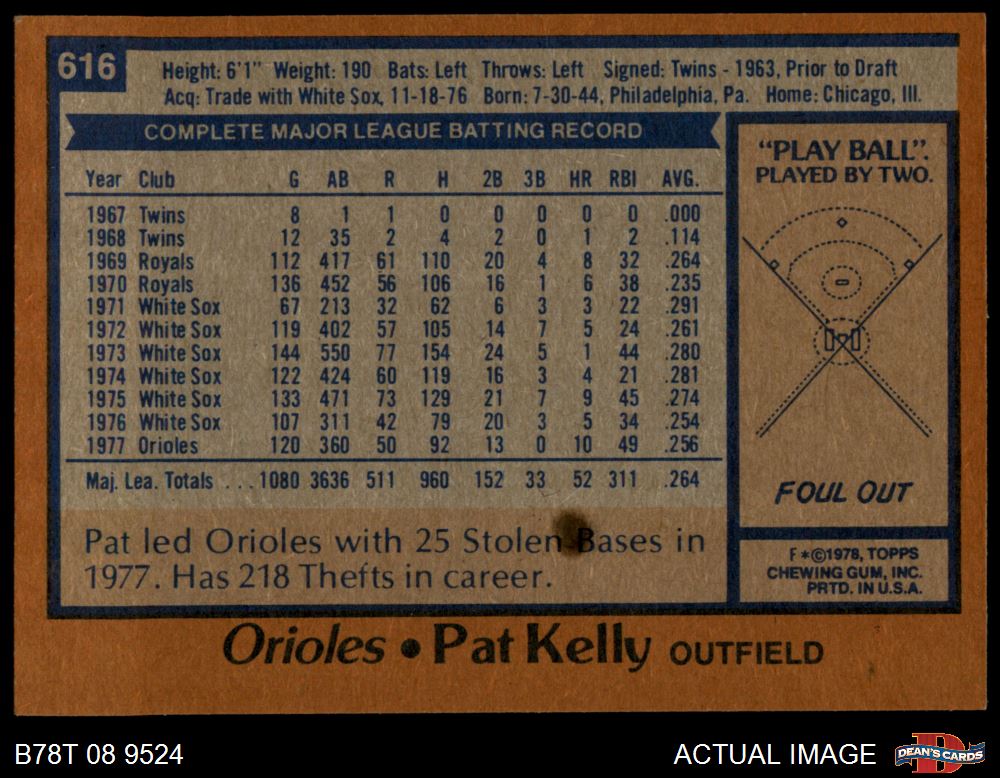 616
Height: 6'1" Weight: 190 Bats: Left Throws: Left Signed: Twins - 1963, Prior to Draft
Acq: Trade with White Sox, 11-18-76 Born: 7-30-44, Philadelphia, Pa. Home: Chicago, Ill.
COMPLETE MAJOR LEAGUE BATTING RECORD
Year Club G AB R H 2B 3B HR RBI AVG.
1967 Twins 8 1 1 0 0 0 0 0 .000
1968 Twins 12 35 2 4 2 0 1 2 .114
1969 Royals 112 417 61 110 20 4 8 32 .264
1970 Royals 136 452 56 106 16 1 6 38 .235
1971 White Sox 67 213 32 62 6 3 3 22 .291
1972 White Sox 119 402 57 105 14 7 5 24 .261
1973 White Sox 144 550 77 154 24 5 1 44 .280
1974 White Sox 122 424 60 119 16 3 4 21 .281
1975 White Sox 133 471 73 129 21 7 9 45 .274
1976 White Sox 107 311 42 79 20 3 5 34 .254
1977 Orioles 120 360 50 92 13 0 10 49 .256
Maj. Lea. Totals ... 1080 3636 511 960 152 33 52 311 .264
Pat led Orioles with 25 Stolen Bases in
1977. Has 218 Thefts in career.
"PLAY BALL".
PLAYED BY TWO.
FOUL OUT
F*©1978, TOPPS
CHEWING GUM, INC.
PRTD. IN U.S.A.
Orioles • Pat Kelly OUTFIELD
B78T 08 9524
ACTUAL IMAGE
DEAN'S CARDS